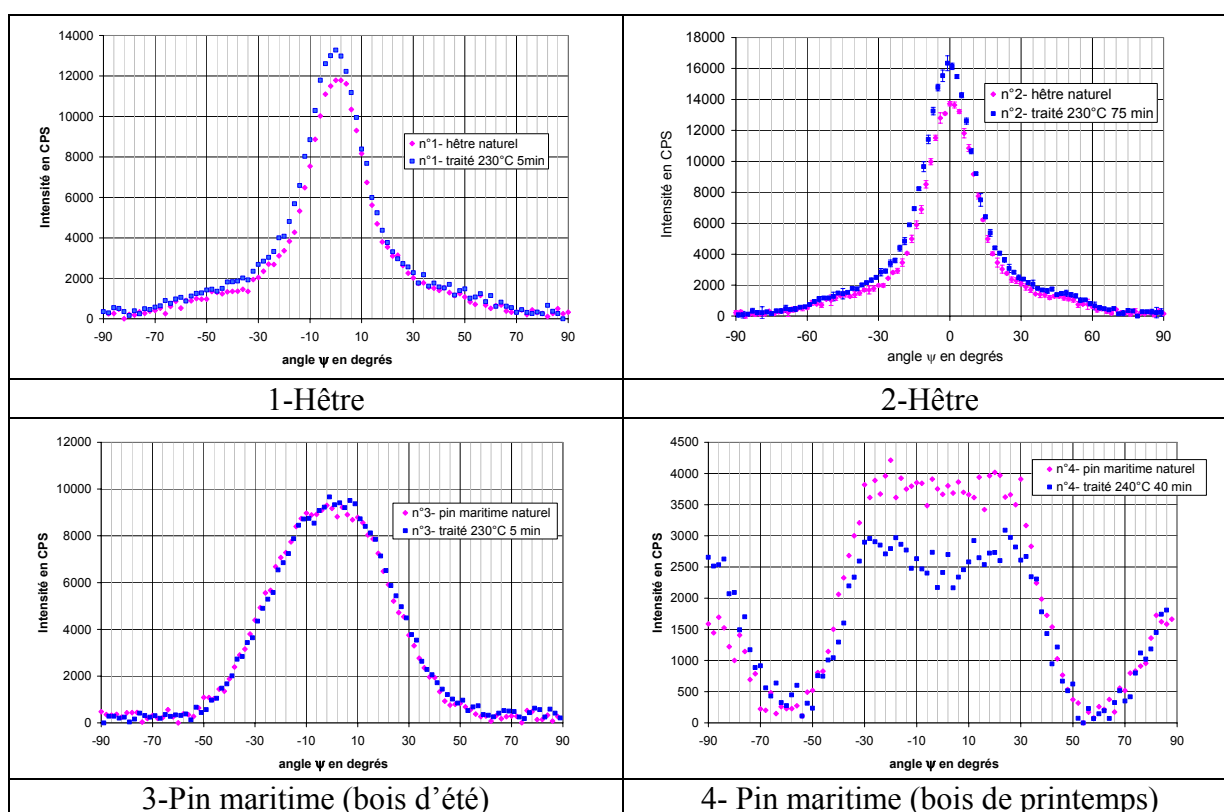 14000
12000
10000
8000
6000
4000
2000
0
-90 -70 -50 -30 -10 10 30 50 70 90
Intensité en CPS
angle ψ en degrés
n°1- hêtre naturel
n°1- traité 230°C 5min
18000
16000
14000
12000
10000
8000
6000
4000
2000
0
-90 -60 -30 0 30 60 90
Intensité en CPS
angle ψ en degrés
n°2- hêtre naturel
n°2- traité 230°C 75 min
1-Hêtre
2-Hêtre
12000
10000
8000
6000
4000
2000
0
-90 -70 -50 -30 -10 10 30 50 70 90
Intensité en CPS
angle ψ en degrés
n°3- pin maritime naturel
n°3- traité 230°C 5 min
4500
4000
3500
3000
2500
2000
1500
1000
500
0
-90 -70 -50 -30 -10 10 30 50 70 90
Intensité en CPS
angle ψ en degrés
n°4- pin maritime naturel
n°4- traité 240°C 40 min
3-Pin maritime (bois d'été)
4- Pin maritime (bois de printemps)